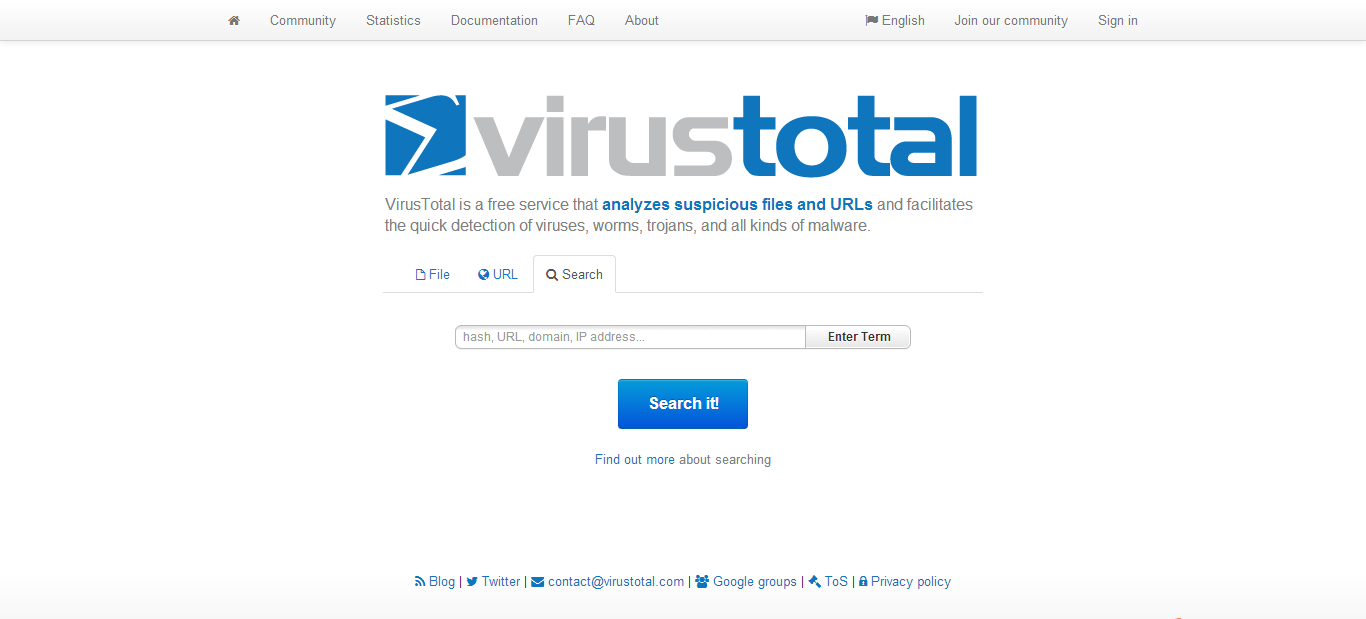 Community Statistics Documentation FAQ About English Join our community Sign in
virustotal
VirusTotal is a free service that analyzes suspicious files and URLs and facilitates
the quick detection of viruses, worms, trojans, and all kinds of malware.
File URL Search
hash, URL, domain, IP address... Enter Term
Search it!
Find out more about searching
Blog | Twitter | contact@virustotal.com | Google groups | ToS | Privacy policy